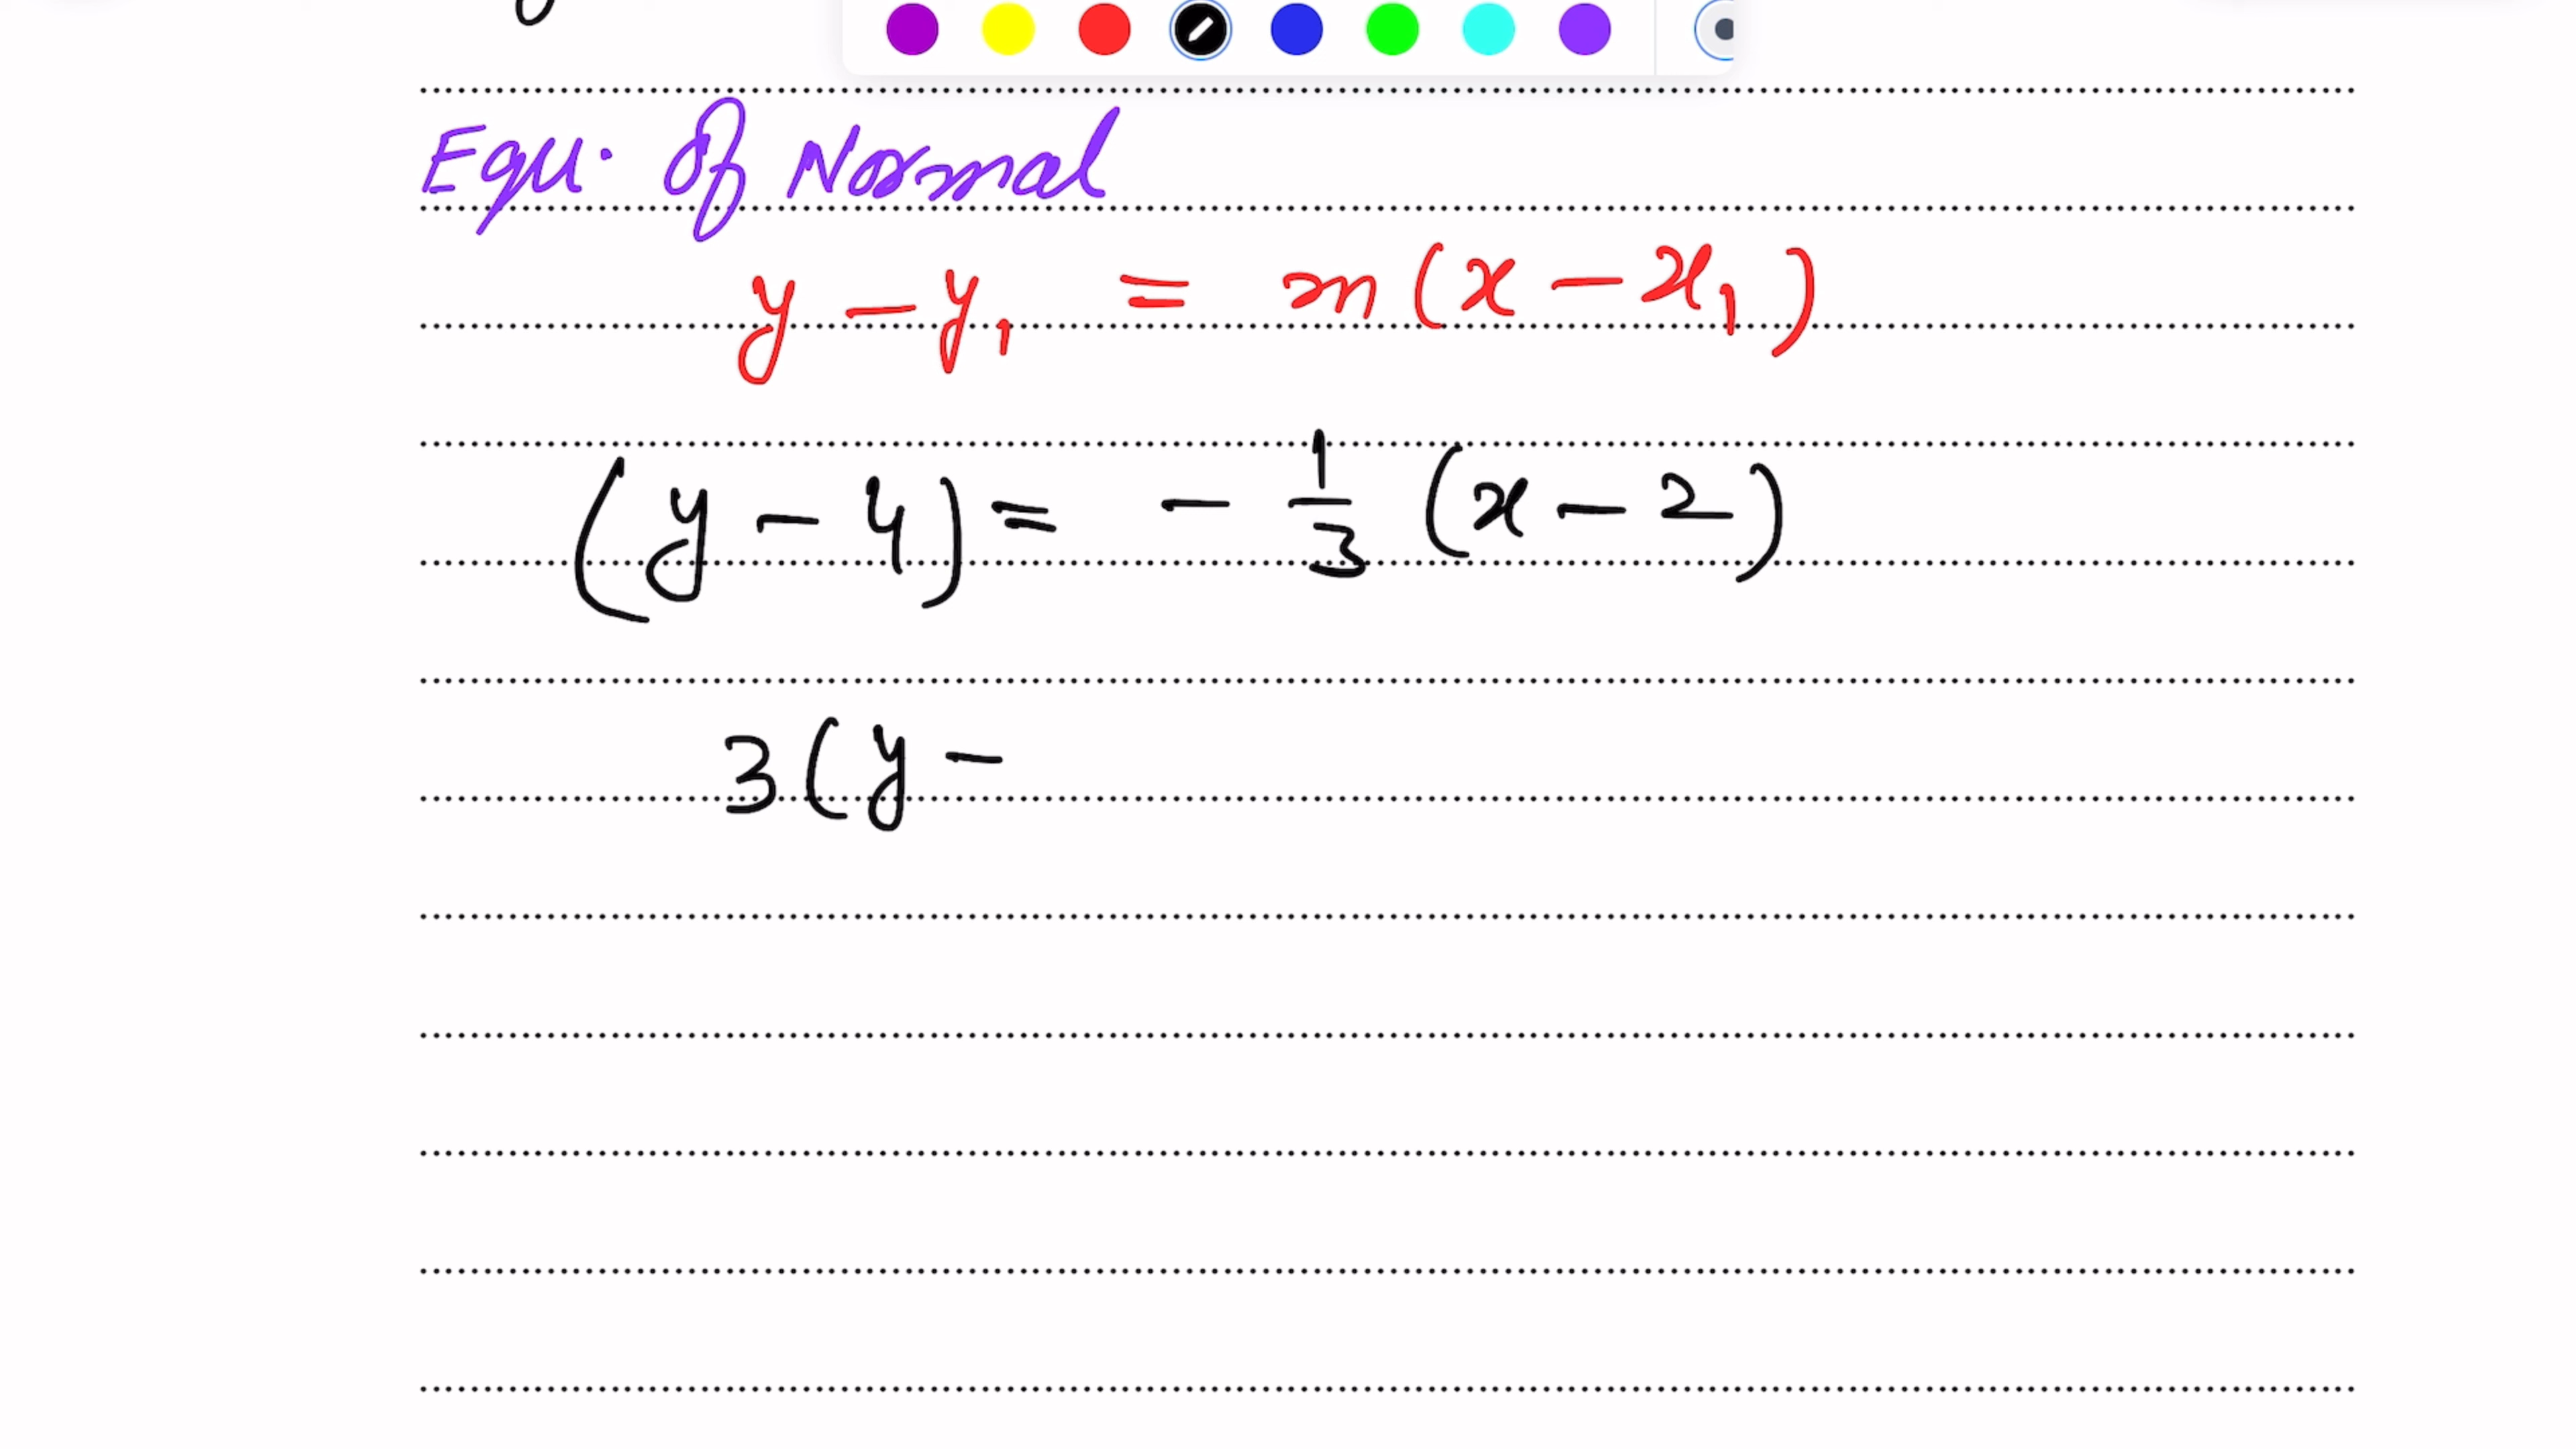 Equ. Of Normal
y - y₁ = m(x - x₁)
(y - 4) = - 1/3 (x - 2)
3(y -